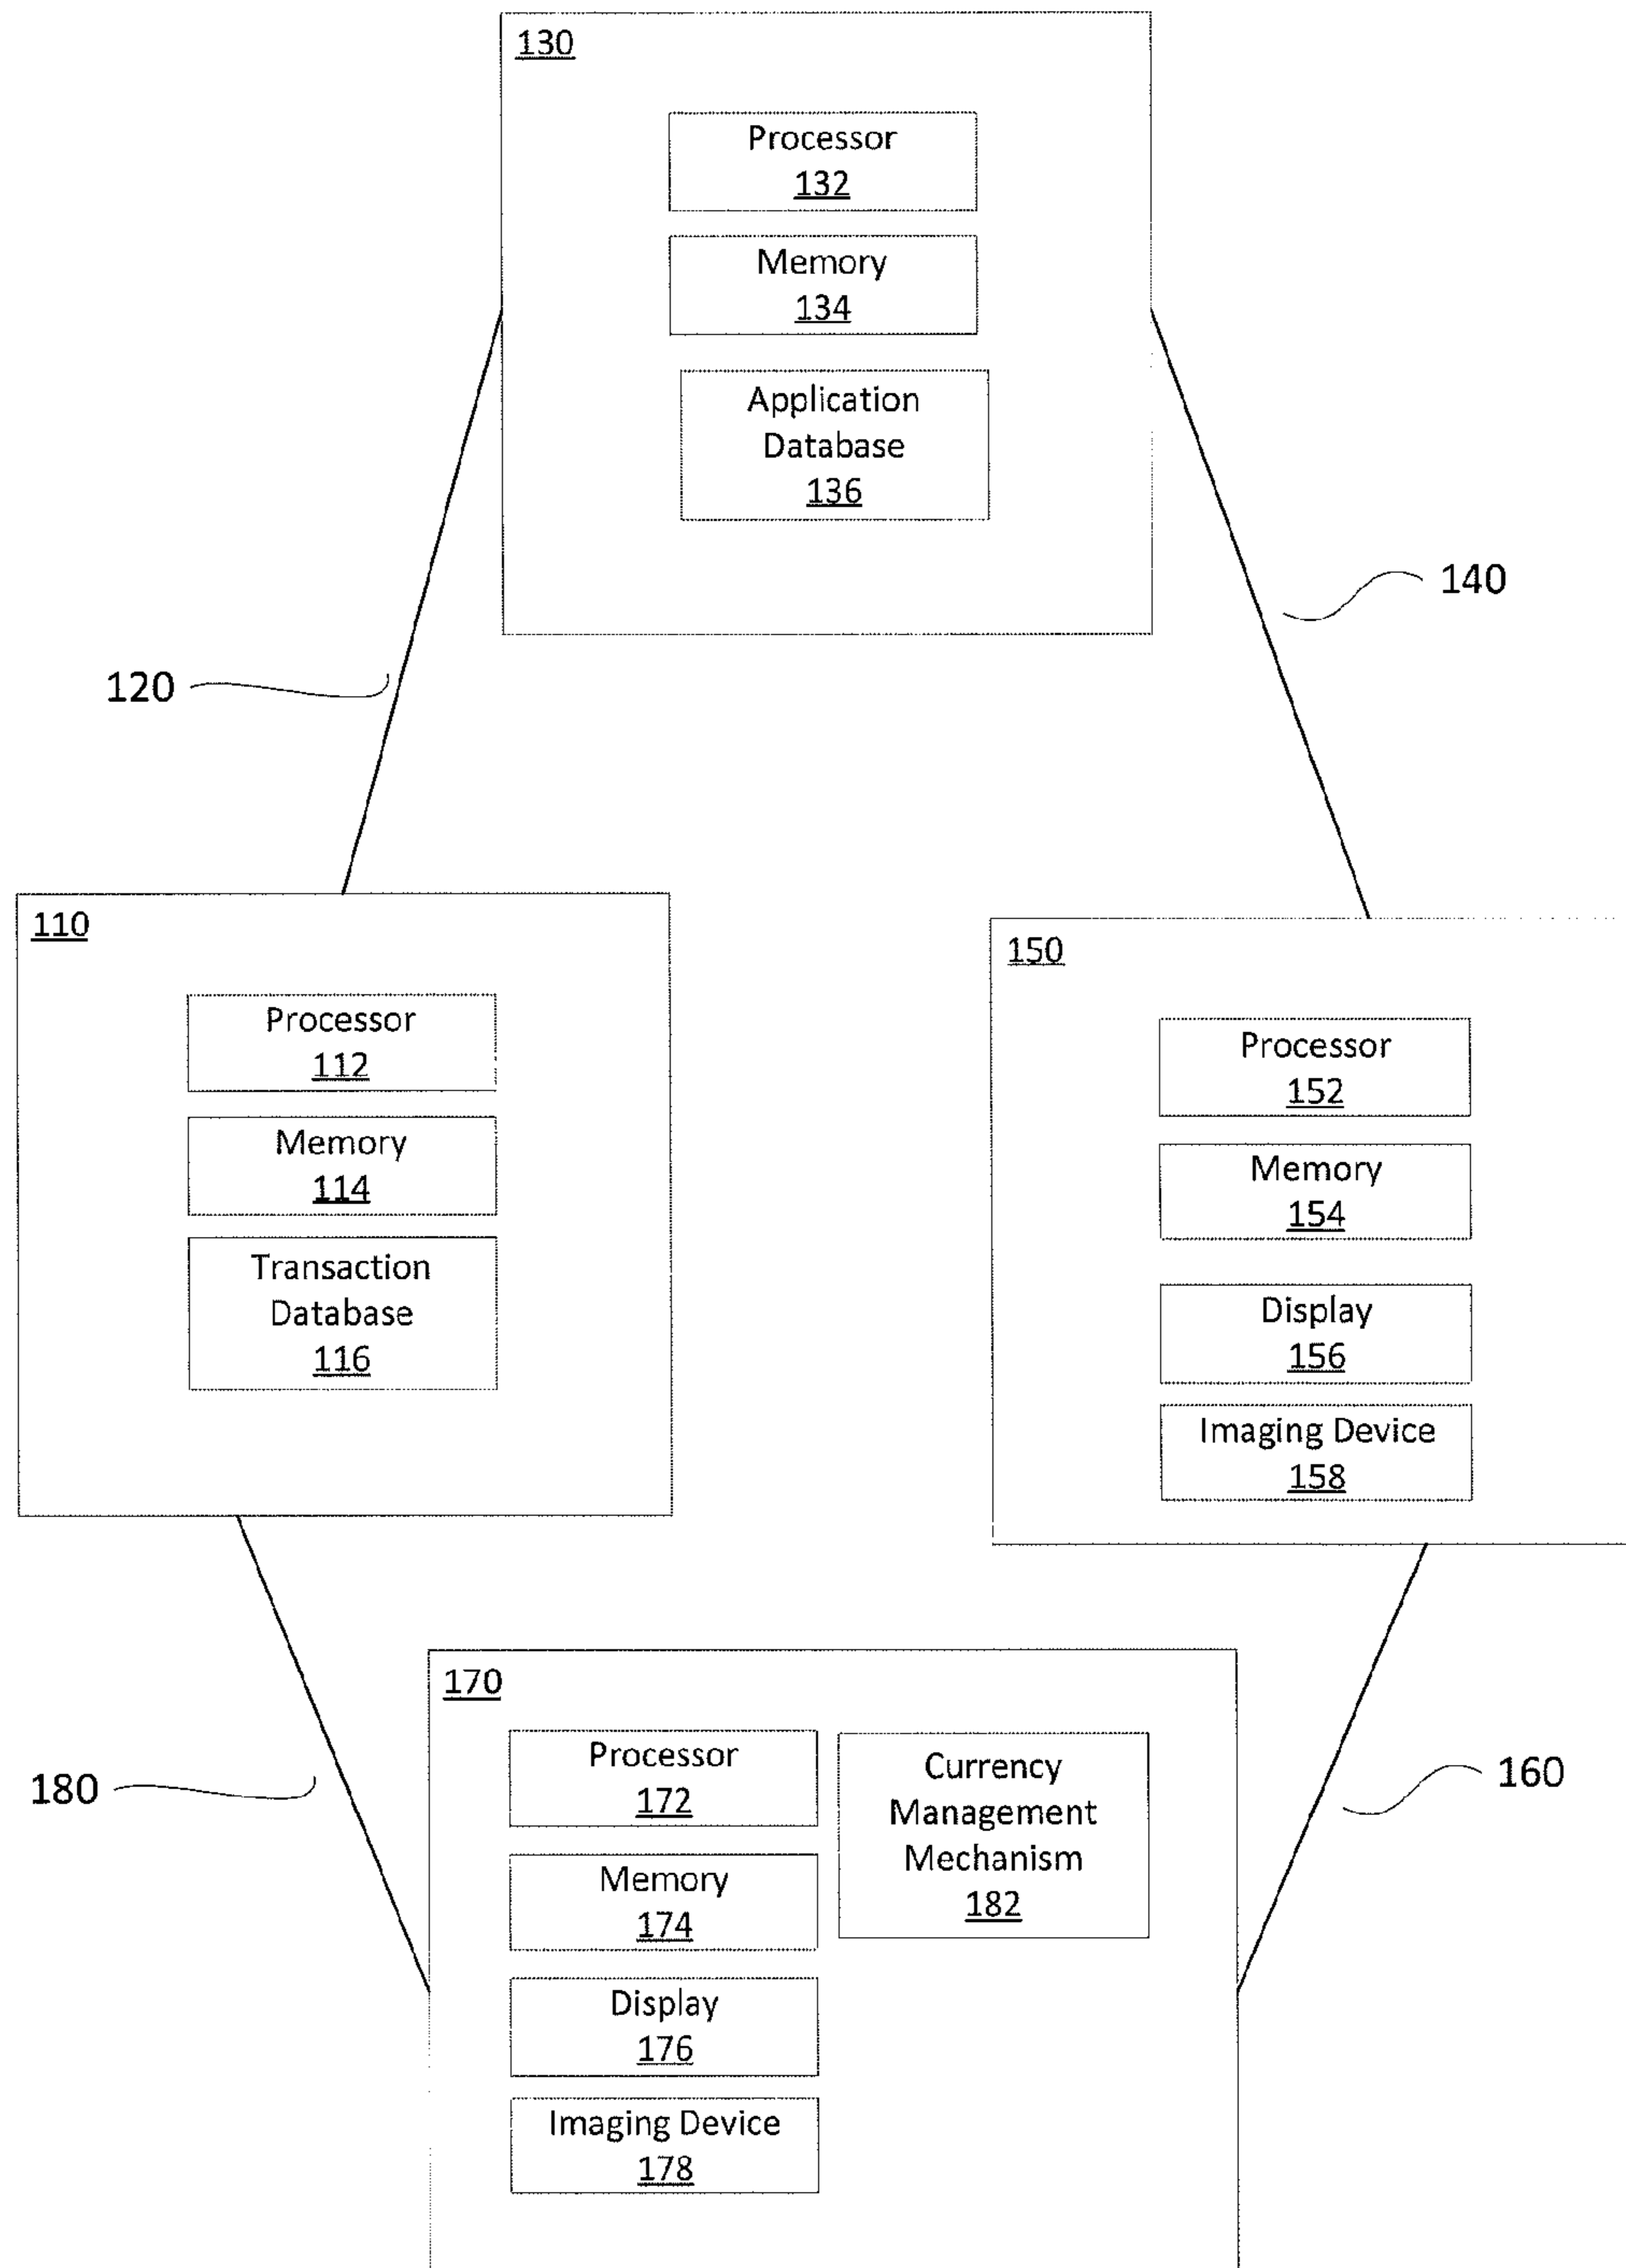 130
Processor
132
Memory
134
Application
Database
136
140
120
110
Processor
112
Memory
114
Transaction
Database
116
150
Processor
152
Memory
154
Display
156
Imaging Device
158
170
Processor
172
Memory
174
Display
176
Imaging Device
178
Currency
Management
Mechanism
182
180
160